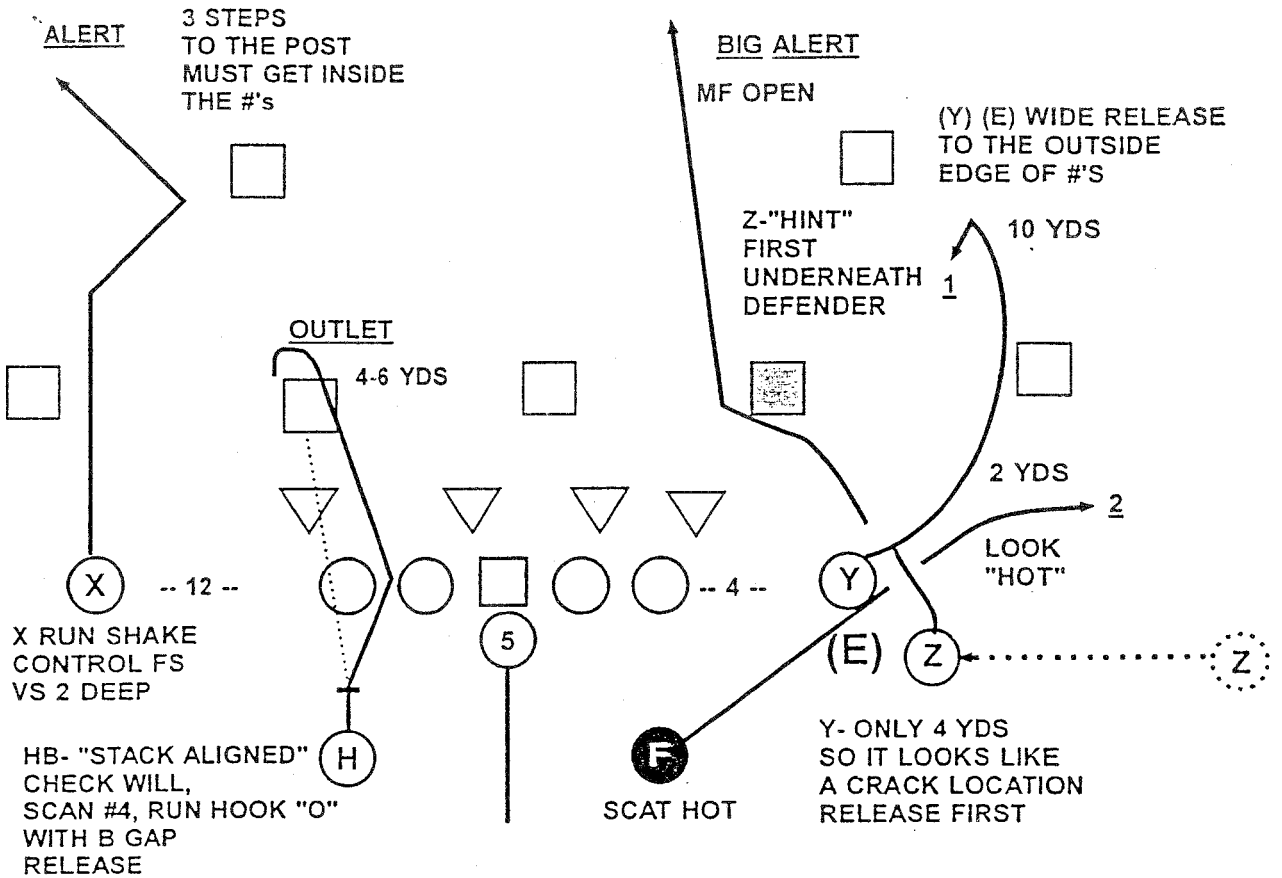 ALERT
3 STEPS
TO THE POST
MUST GET INSIDE
THE #'s
BIG ALERT
MF OPEN
(Y) (E) WIDE RELEASE
TO THE OUTSIDE
EDGE OF #'S
Z-"HINT"
FIRST
UNDERNEATH
DEFENDER
1
10 YDS
OUTLET
4-6 YDS
2 YDS
2
LOOK
"HOT"
X
-- 12 --
-- 4 --
Y
5
(E)
Z
Z
X RUN SHAKE
CONTROL FS
VS 2 DEEP
H
F
HB- "STACK ALIGNED"
CHECK WILL,
SCAN #4, RUN HOOK "O"
WITH B GAP
RELEASE
SCAT HOT
Y- ONLY 4 YDS
SO IT LOOKS LIKE
A CRACK LOCATION
RELEASE FIRST